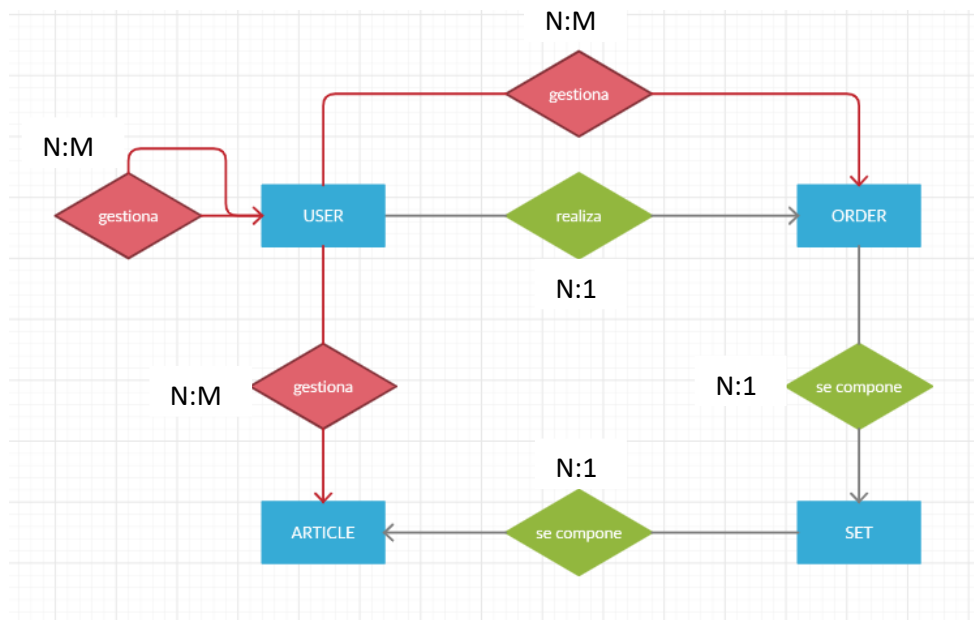 N:M
gestiona
N:M
gestiona
USER
realiza
ORDER
N:1
N:M
gestiona
N:1
se compone
N:1
ARTICLE
se compone
SET